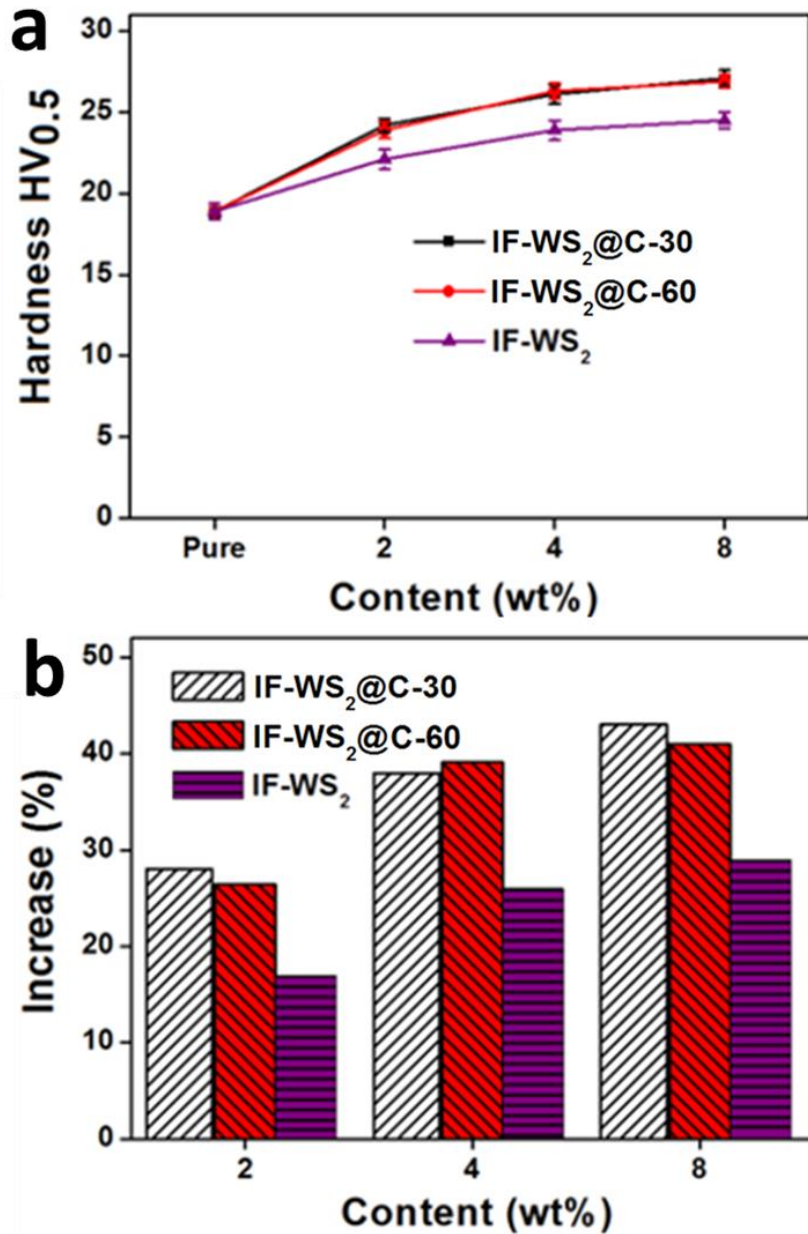 a
Hardness HV0.5
30
25
20
15
10
5
0
IF-WS2@C-30
IF-WS2@C-60
IF-WS2
Pure 2 4 8
Content (wt%)
b
Increase (%)
50
40
30
20
10
0
IF-WS2@C-30
IF-WS2@C-60
IF-WS2
2 4 8
Content (wt%)